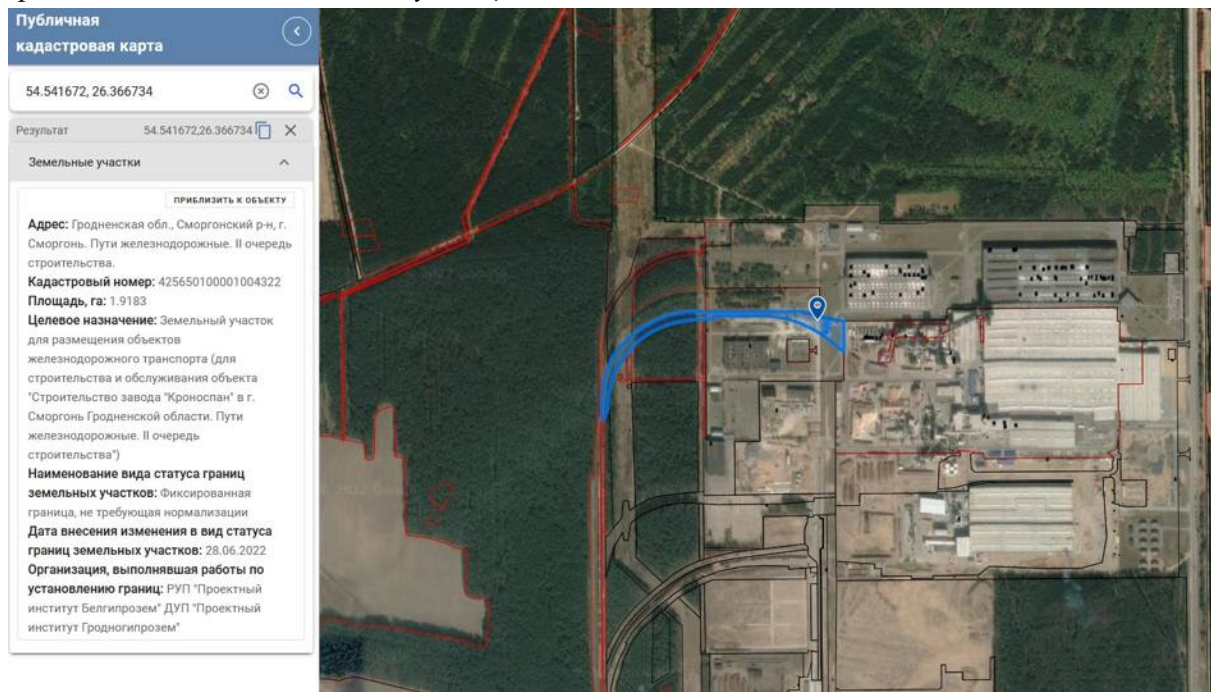 Публичная
кадастровая карта
54.541672, 26.366734
Результат 54.541672,26.366734
Земельные участки
ПРИБЛИЗИТЬ К ОБЪЕКТУ
Адрес: Гродненская обл., Сморгонский р-н, г.
Сморгонь. Пути железнодорожные. II очередь
строительства.
Кадастровый номер: 425650100001004322
Площадь, га: 1.9183
Целевое назначение: Земельный участок
для размещения объектов
железнодорожного транспорта (для
строительства и обслуживания объекта
"Строительство завода "Кроноспан" в г.
Сморгонь Гродненской области. Пути
железнодорожные. II очередь
строительства")
Наименование вида статуса границ
земельных участков: Фиксированная
граница, не требующая нормализации
Дата внесения изменения в вид статуса
границ земельных участков: 28.06.2022
Организация, выполнявшая работы по
установлению границ: РУП "Проектный
институт Белгипрозем" ДУП "Проектный
институт Гродногипрозем"